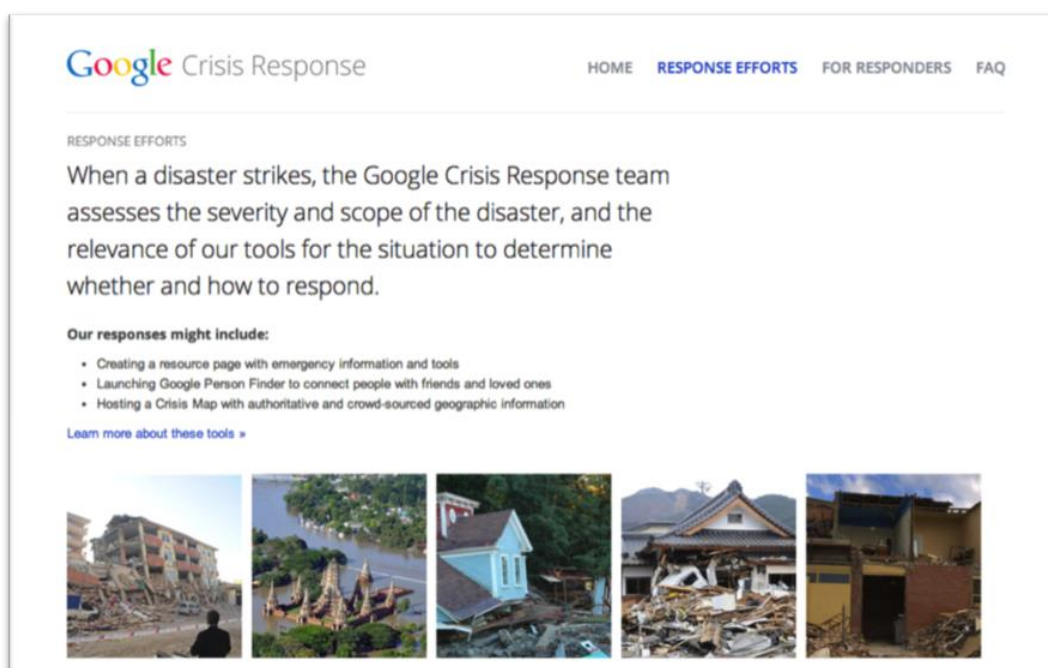 Google Crisis Response
HOME RESPONSE EFFORTS FOR RESPONDERS FAQ
RESPONSE EFFORTS
When a disaster strikes, the Google Crisis Response team
assesses the severity and scope of the disaster, and the
relevance of our tools for the situation to determine
whether and how to respond.
Our responses might include:
• Creating a resource page with emergency information and tools
• Launching Google Person Finder to connect people with friends and loved ones
• Hosting a Crisis Map with authoritative and crowd-sourced geographic information
Learn more about these tools »